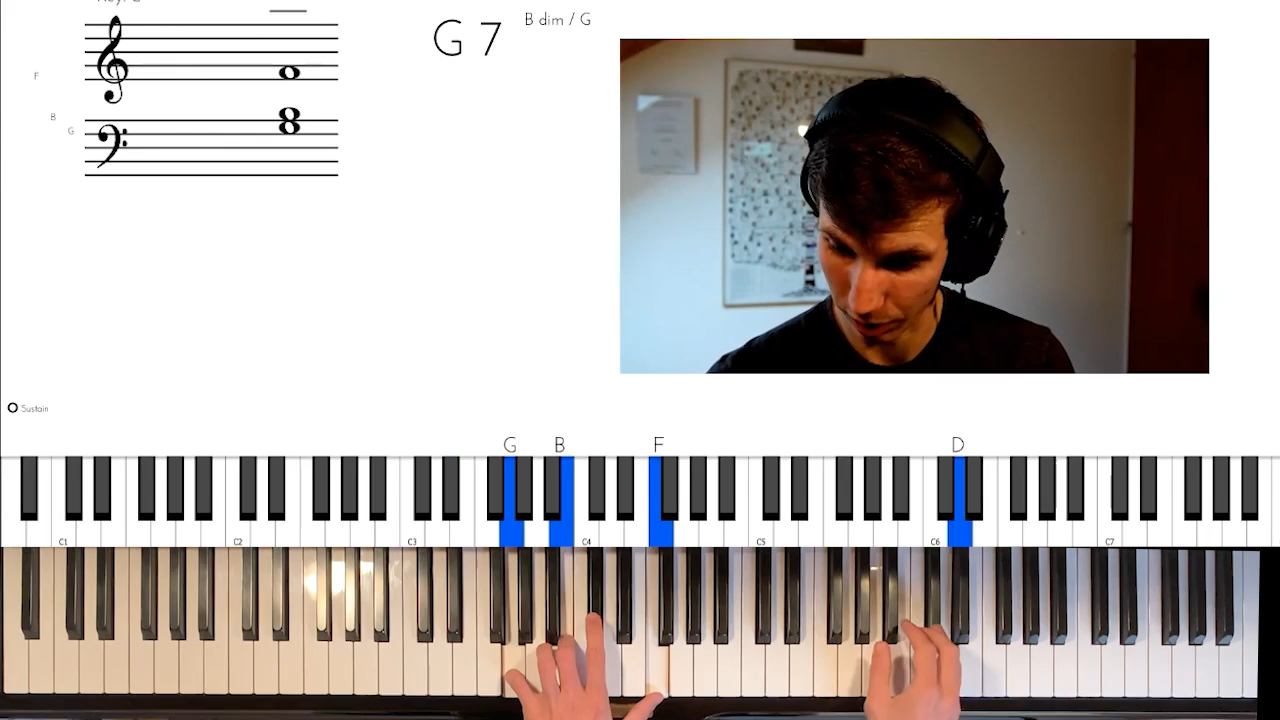 G 7
B dim / G
F
B
G
Sustain
G B F D
C1 C2 C3 C4 C5 C6 C7